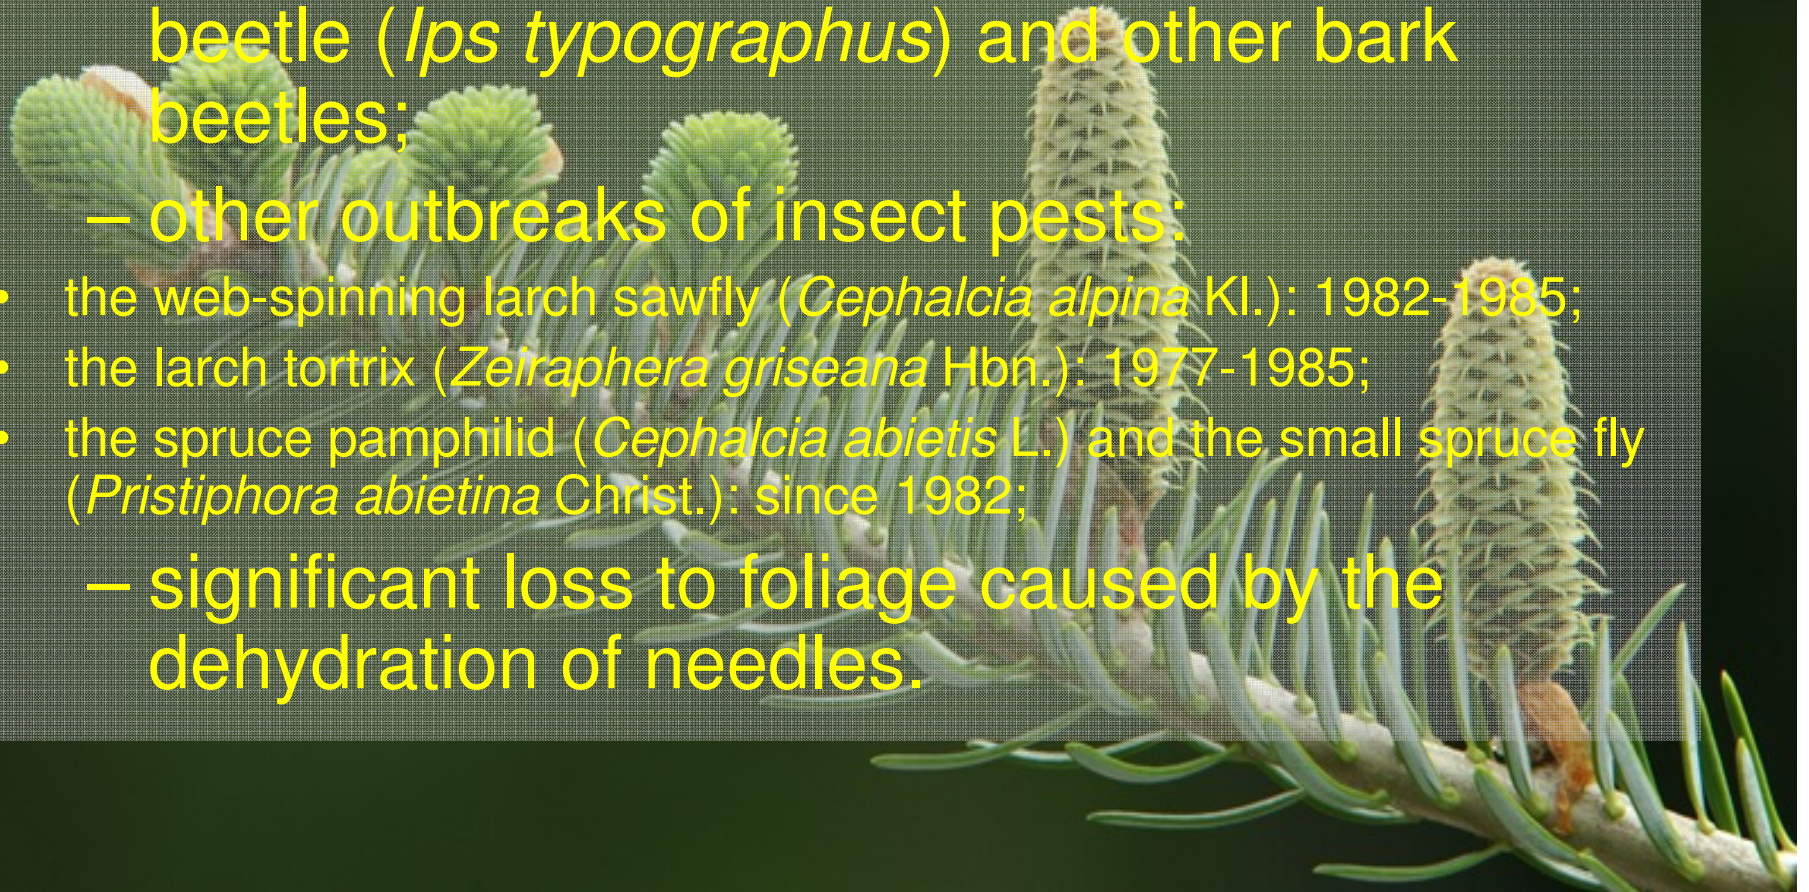 beetle (Ips typographus) and other bark
beetles;
– other outbreaks of insect pests:
• the web-spinning larch sawfly (Cephalcia alpina Kl.): 1982-1985;
• the larch tortrix (Zeiraphera griseana Hbn.): 1977-1985;
• the spruce pamphilid (Cephalcia abietis L.) and the small spruce fly
(Pristiphora abietina Christ.): since 1982;
– significant loss to foliage caused by the
dehydration of needles.